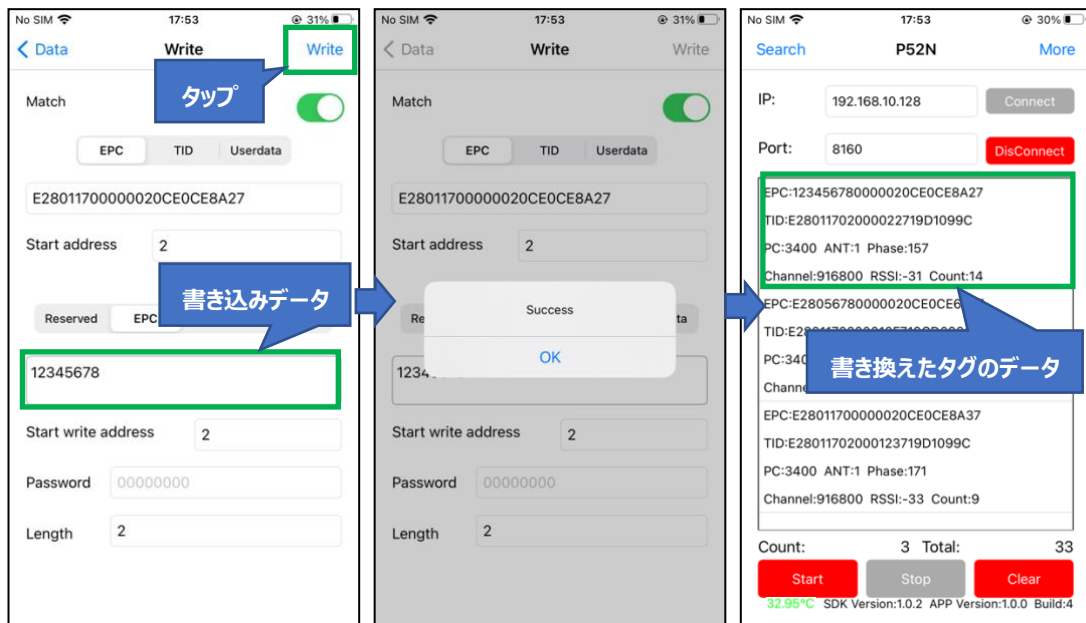 No SIM 17:53 31%
Data Write Write
タップ
Match
EPC TID Userdata
E28011700000020CE0CE8A27
Start address 2
書き込みデータ
Reserved EPC
12345678
Start write address 2
Password 00000000
Length 2
No SIM 17:53 31%
Data Write Write
Match
EPC TID Userdata
E28011700000020CE0CE8A27
Start address 2
Success
OK
Start write address 2
Password 00000000
Length 2
No SIM 17:53 30%
Search P52N More
IP: 192.168.10.128 Connect
Port: 8160 DisConnect
EPC:123456780000020CE0CE8A27
TID:E28011702000022719D1099C
PC:3400 ANT:1 Phase:157
Channel:916800 RSSI:-31 Count:14
書き換えたタグのデータ
EPC:E28011700000020CE0CE8A37
TID:E28011702000123719D1099C
PC:3400 ANT:1 Phase:171
Channel:916800 RSSI:-33 Count:9
Count: 3 Total: 33
Start Stop Clear
32.95°C SDK Version:1.0.2 APP Version:1.0.0 Build:4